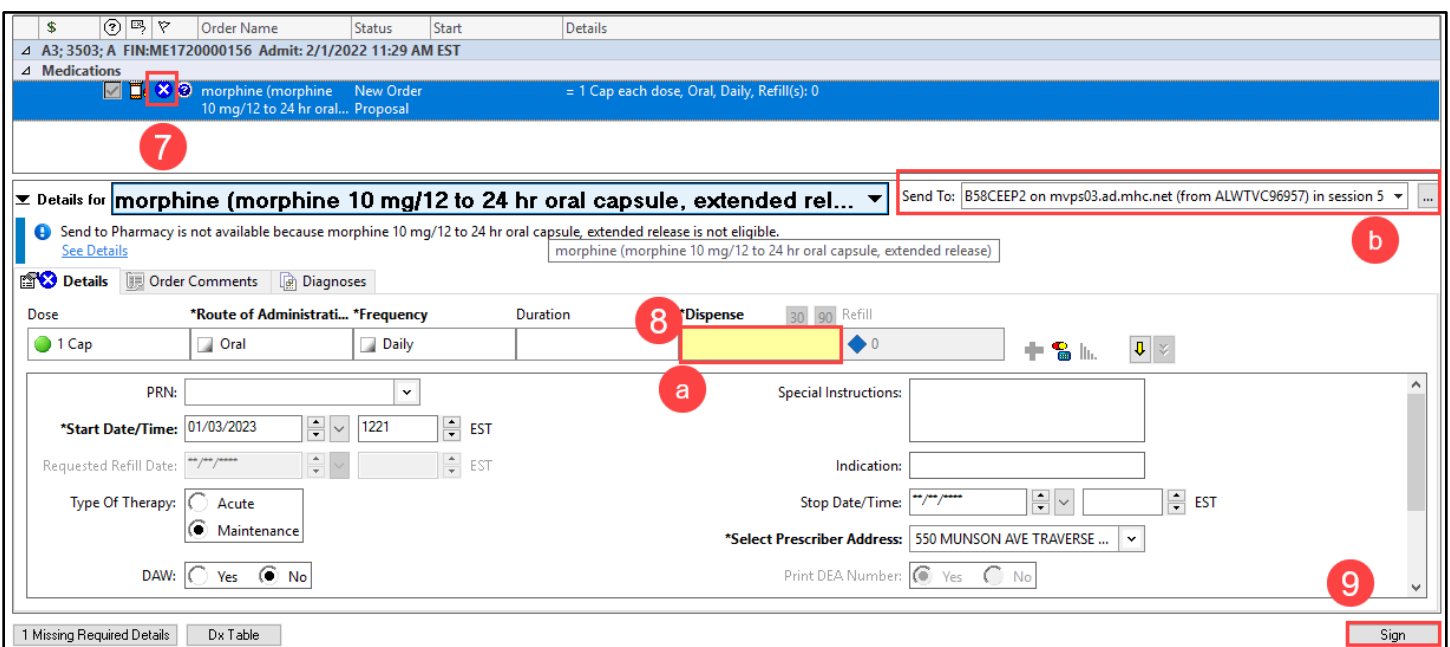 $ Order Name Status Start Details
A3; 3503; A FIN:ME1720000156 Admit: 2/1/2022 11:29 AM EST
Medications
morphine (morphine New Order = 1 Cap each dose, Oral, Daily, Refill(s): 0
10 mg/12 to 24 hr oral... Proposal
7
Details for morphine (morphine 10 mg/12 to 24 hr oral capsule, extended rel... Send To: B58CEEP2 on mvps03.ad.mhc.net (from ALWTVC96957) in session 5 ...
b
Send to Pharmacy is not available because morphine 10 mg/12 to 24 hr oral capsule, extended release is not eligible.
See Details morphine (morphine 10 mg/12 to 24 hr oral capsule, extended release)
Details Order Comments Diagnoses
Dose *Route of Administrati... *Frequency Duration 8 *Dispense 30 90 Refill
1 Cap Oral Daily 0
a
PRN: Special Instructions:
*Start Date/Time: 01/03/2023 1221 EST
Requested Refill Date: **/**/**** EST Indication:
Type Of Therapy: Acute Stop Date/Time: **/**/**** EST
Maintenance
*Select Prescriber Address: 550 MUNSON AVE TRAVERSE ...
DAW: Yes No Print DEA Number: Yes No
9
1 Missing Required Details Dx Table Sign